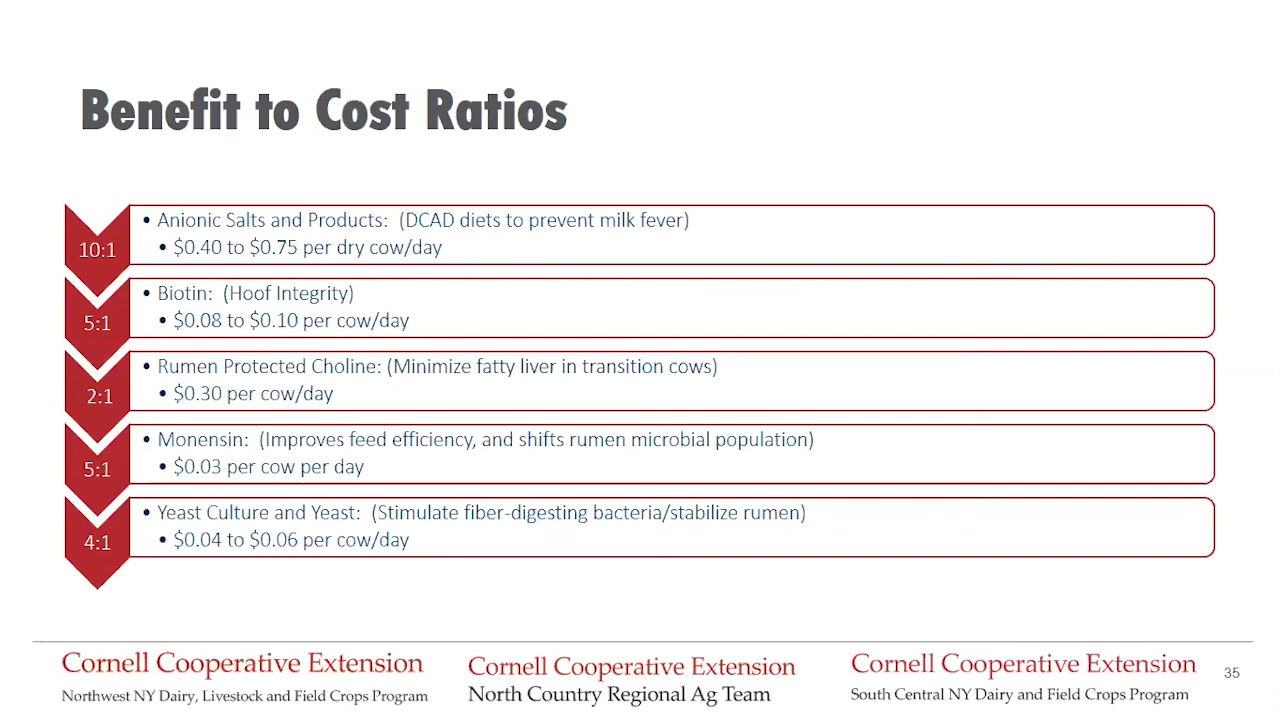 Benefit to Cost Ratios
10:1
• Anionic Salts and Products: (DCAD diets to prevent milk fever)
• $0.40 to $0.75 per dry cow/day
5:1
• Biotin: (Hoof Integrity)
• $0.08 to $0.10 per cow/day
2:1
• Rumen Protected Choline: (Minimize fatty liver in transition cows)
• $0.30 per cow/day
5:1
• Monensin: (Improves feed efficiency, and shifts rumen microbial population)
• $0.03 per cow per day
4:1
• Yeast Culture and Yeast: (Stimulate fiber-digesting bacteria/stabilize rumen)
• $0.04 to $0.06 per cow/day
Cornell Cooperative Extension
Northwest NY Dairy, Livestock and Field Crops Program
Cornell Cooperative Extension
North Country Regional Ag Team
Cornell Cooperative Extension
South Central NY Dairy and Field Crops Program
35